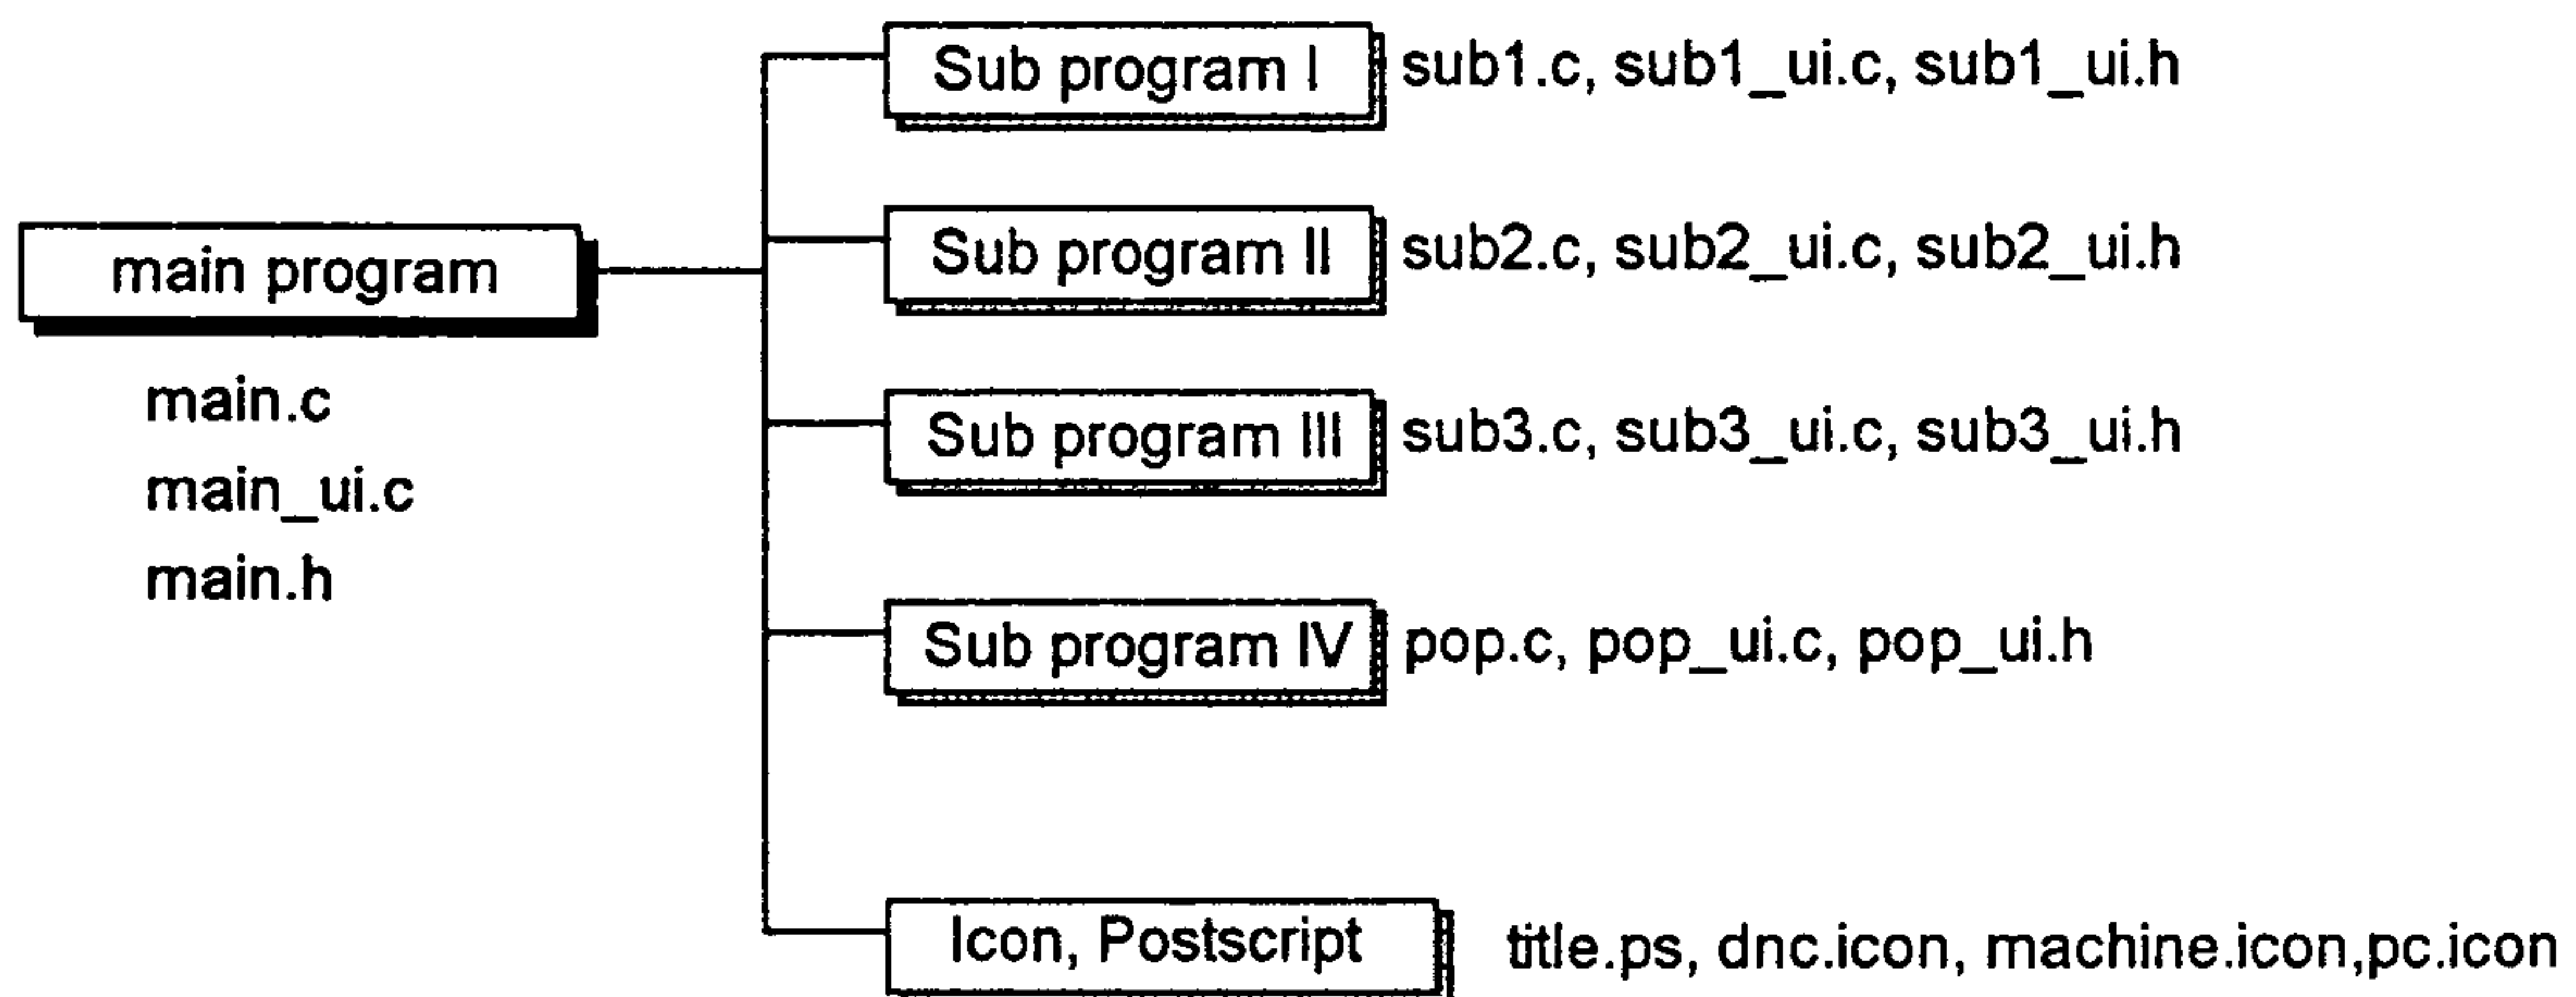 Sub program I sub1.c, sub1_ui.c, sub1_ui.h
Sub program II sub2.c, sub2_ui.c, sub2_ui.h
main program
Sub program III sub3.c, sub3_ui.c, sub3_ui.h
main.c
main_ui.c
main.h
Sub program IV pop.c, pop_ui.c, pop_ui.h
Icon, Postscript title.ps, dnc.icon, machine.icon,pc.icon